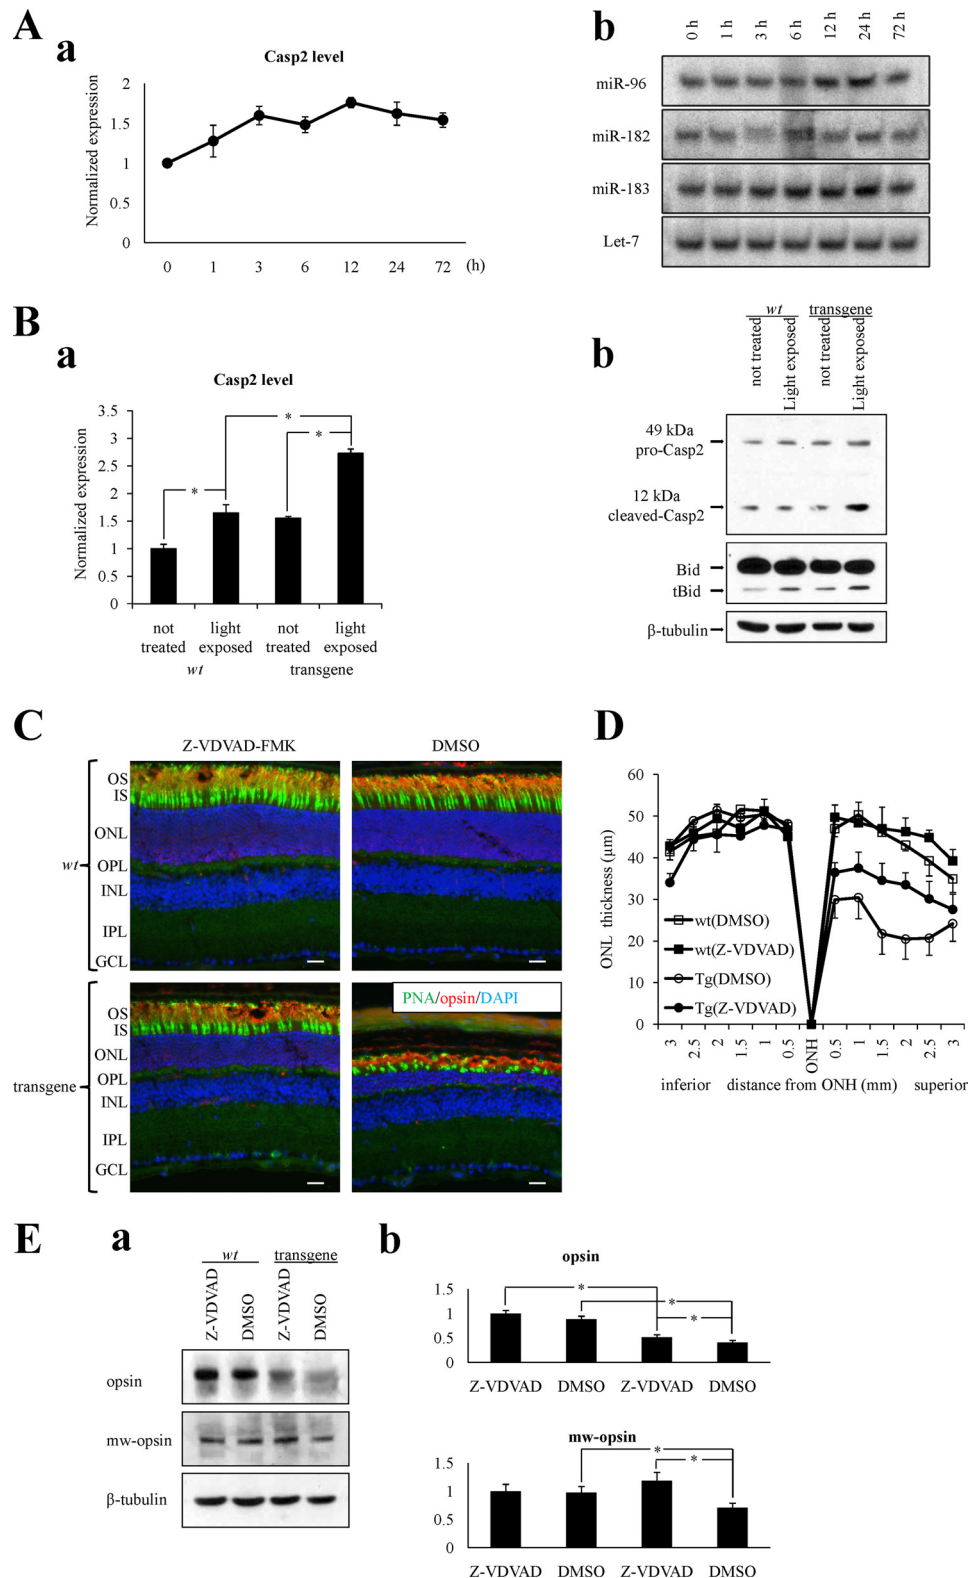 A
a
Casp2 level
Normalized expression
2
1.5
1
0.5
0
0 1 3 6 12 24 72 (h)
b
0 h 1 h 3 h 6 h 12 h 24 h 72 h
miR-96
miR-182
miR-183
Let-7
B
a
Casp2 level
Normalized expression
3.5
3
2.5
2
1.5
1
0.5
0
* * *
not treated
light exposed
not treated
light exposed
wt
transgene
b
wt transgene
not treated
Light exposed
not treated
Light exposed
49 kDa
pro-Casp2
12 kDa
cleaved-Casp2
Bid
tBid
β-tubulin
C
Z-VDVAD-FMK DMSO
wt
OS
IS
ONL
OPL
INL
IPL
GCL
transgene
OS
IS
ONL
OPL
INL
IPL
GCL
PNA/opsin/DAPI
D
ONL thickness (μm)
60
50
40
30
20
10
0
wt(DMSO)
wt(Z-VDVAD)
Tg(DMSO)
Tg(Z-VDVAD)
3 2.5 2 1.5 1 0.5 ONH 0.5 1 1.5 2 2.5 3
inferior distance from ONH (mm) superior
E
a
wt transgene
Z-VDVAD
DMSO
Z-VDVAD
DMSO
opsin
mw-opsin
β-tubulin
b
opsin
1.5
1
0.5
0
* * *
Z-VDVAD DMSO Z-VDVAD DMSO
mw-opsin
1.5
1
0.5
0
* *
Z-VDVAD DMSO Z-VDVAD DMSO